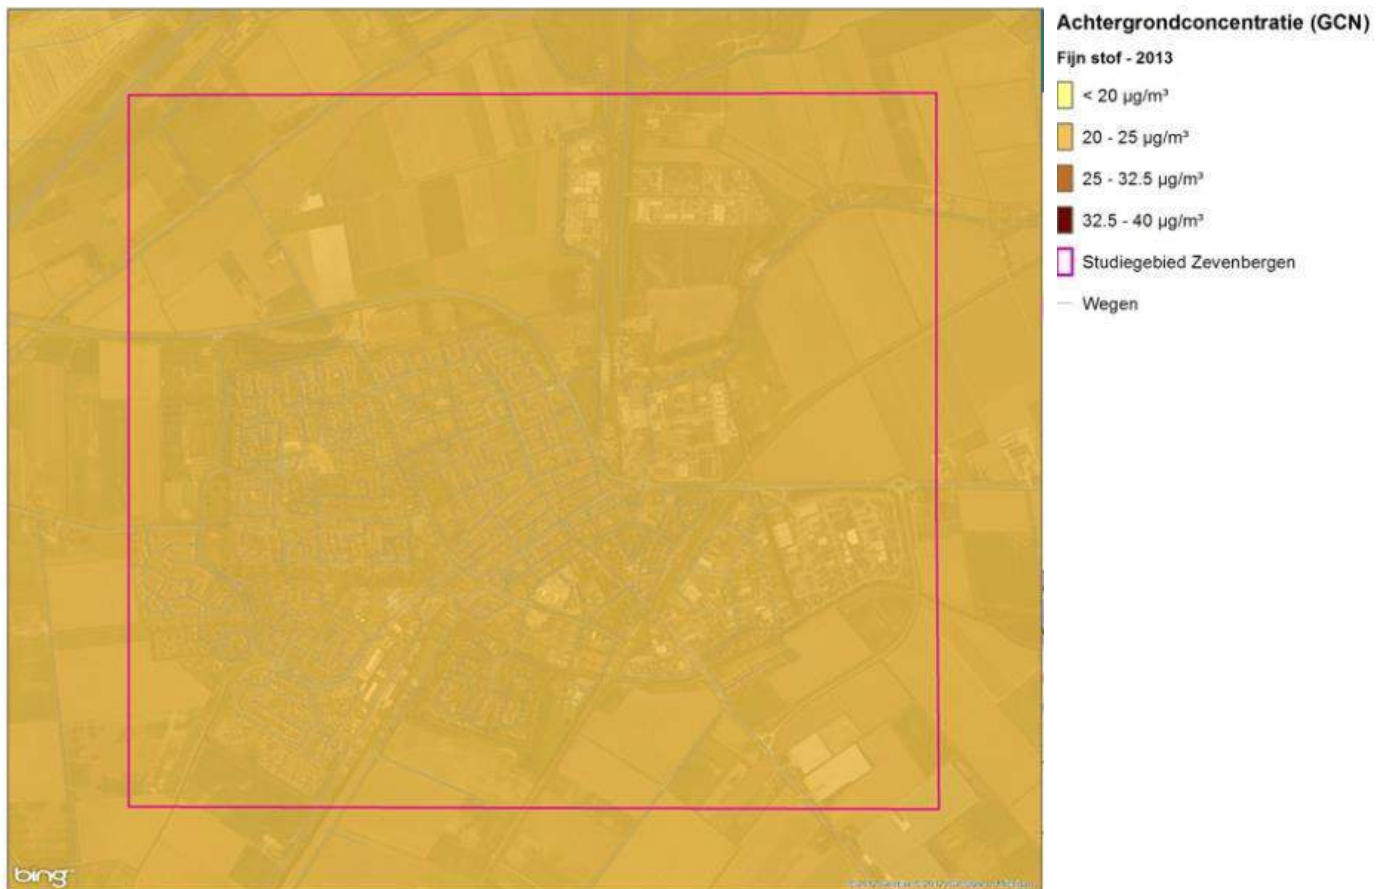 Achtergrondconcentratie (GCN)
Fijn stof - 2013
< 20 µg/m³
20 - 25 µg/m³
25 - 32.5 µg/m³
32.5 - 40 µg/m³
Studiegebied Zevenbergen
Wegen
bing